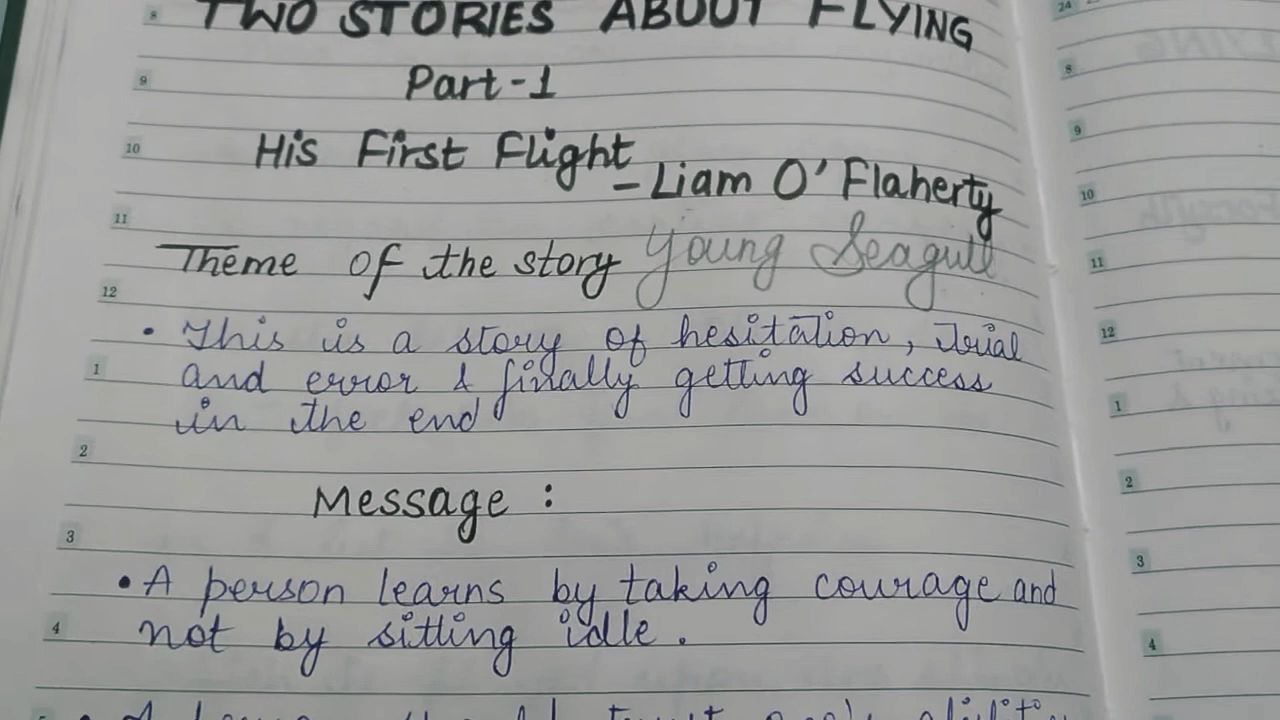 TWO STORIES ABOUT FLYING
Part-1
His First Flight
- Liam O' Flaherty
Theme of the story Young Seagull
• This is a story of hesitation, trial
and error & finally getting success
in the end
Message :
• A person learns by taking courage and
not by sitting idle.